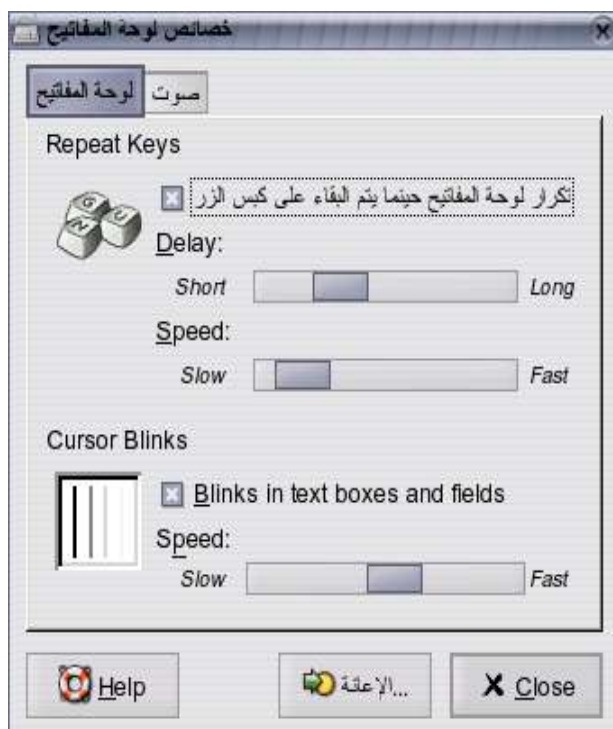 خصائص لوحة المفاتيح
لوحة المفاتيح صوت
Repeat Keys
تكرار لوحة المفاتيح حينما يتم البقاء على كبس الزر
Delay:
Short Long
Speed:
Slow Fast
Cursor Blinks
Blinks in text boxes and fields
Speed:
Slow Fast
Help الإعانة... Close